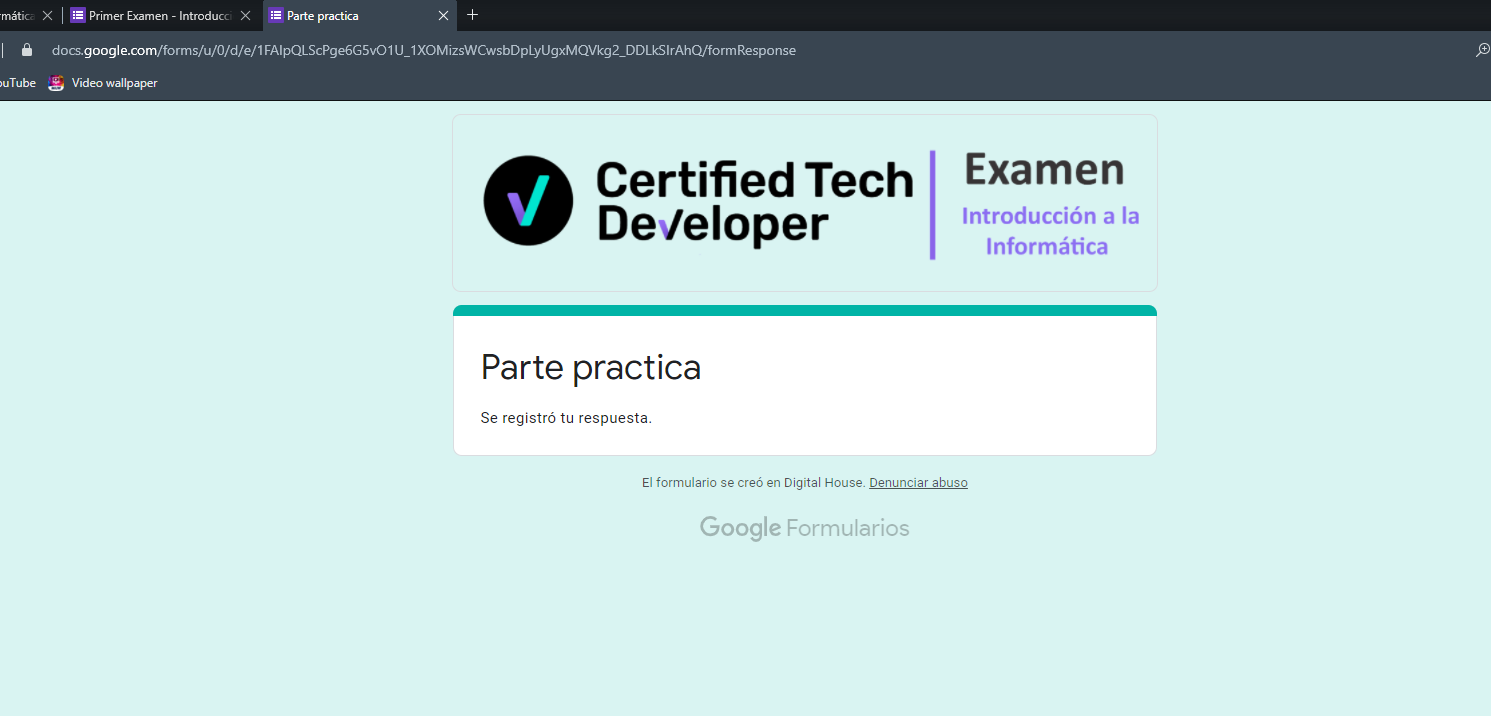 rmática
Primer Examen - Introducci
Parte practica
docs.google.com/forms/u/0/d/e/1FAIpQLScPge6G5vO1U_1XOMizsWCwsbDpLyUgxMQVkg2_DDLkSIrAhQ/formResponse
ouTube
Video wallpaper
Certified Tech
Developer
Examen
Introducción a la
Informática
Parte practica
Se registró tu respuesta.
El formulario se creó en Digital House. Denunciar abuso
Google Formularios